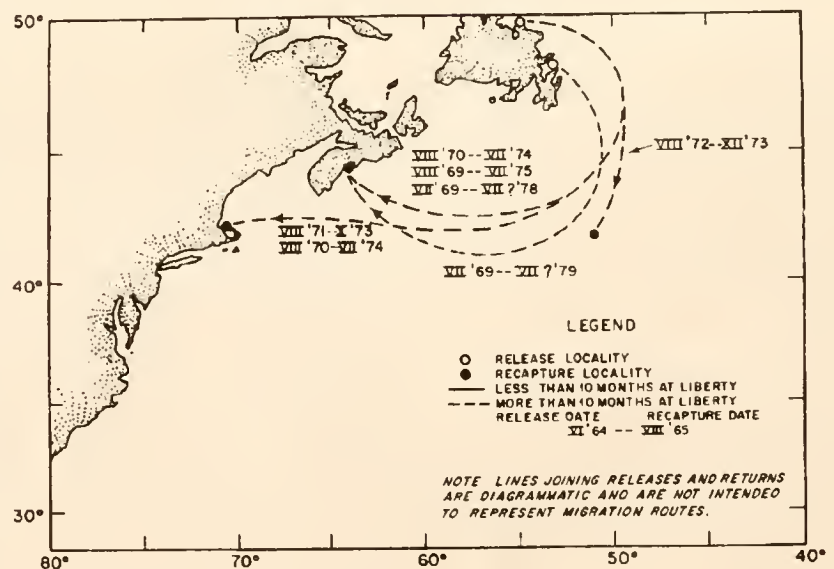 50°
40°
30°
80°
70°
60°
50°
40°
VIII '70 -- VII '74
VIII '69 -- VII '75
VII '69 -- VII ? '78
VIII '72 -- XII '73
VIII '71 - X '73
VIII '70 - VII '74
VII '69 -- VII ? '79
LEGEND
RELEASE LOCALITY
RECAPTURE LOCALITY
LESS THAN 10 MONTHS AT LIBERTY
MORE THAN 10 MONTHS AT LIBERTY
RELEASE DATE RECAPTURE DATE
VI '64 -- VIII '65
NOTE LINES JOINING RELEASES AND RETURNS
ARE DIAGRAMMATIC AND ARE NOT INTENDED
TO REPRESENT MIGRATION ROUTES.